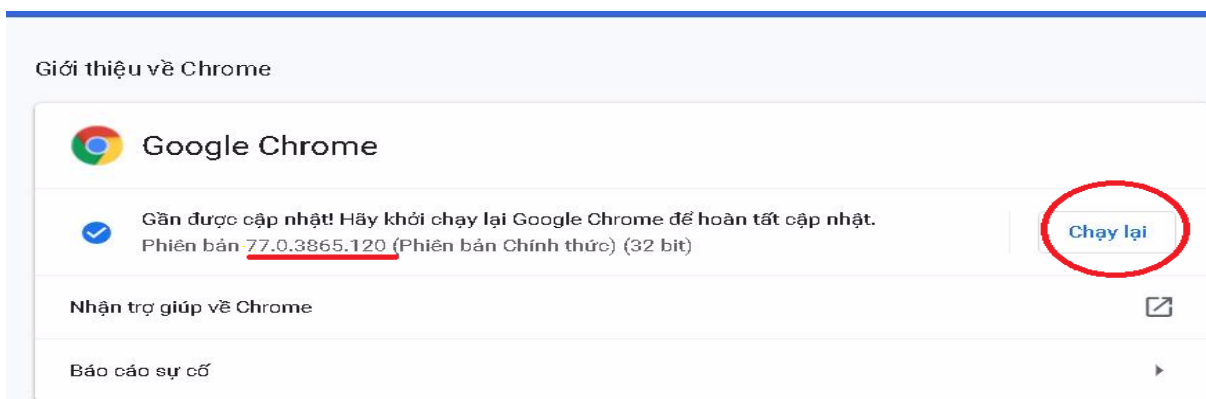 Giới thiệu về Chrome
Google Chrome
Gần được cập nhật! Hãy khởi chạy lại Google Chrome để hoàn tất cập nhật.
Phiên bản 77.0.3865.120 (Phiên bản Chính thức) (32 bit)
Chạy lại
Nhận trợ giúp về Chrome
Báo cáo sự cố